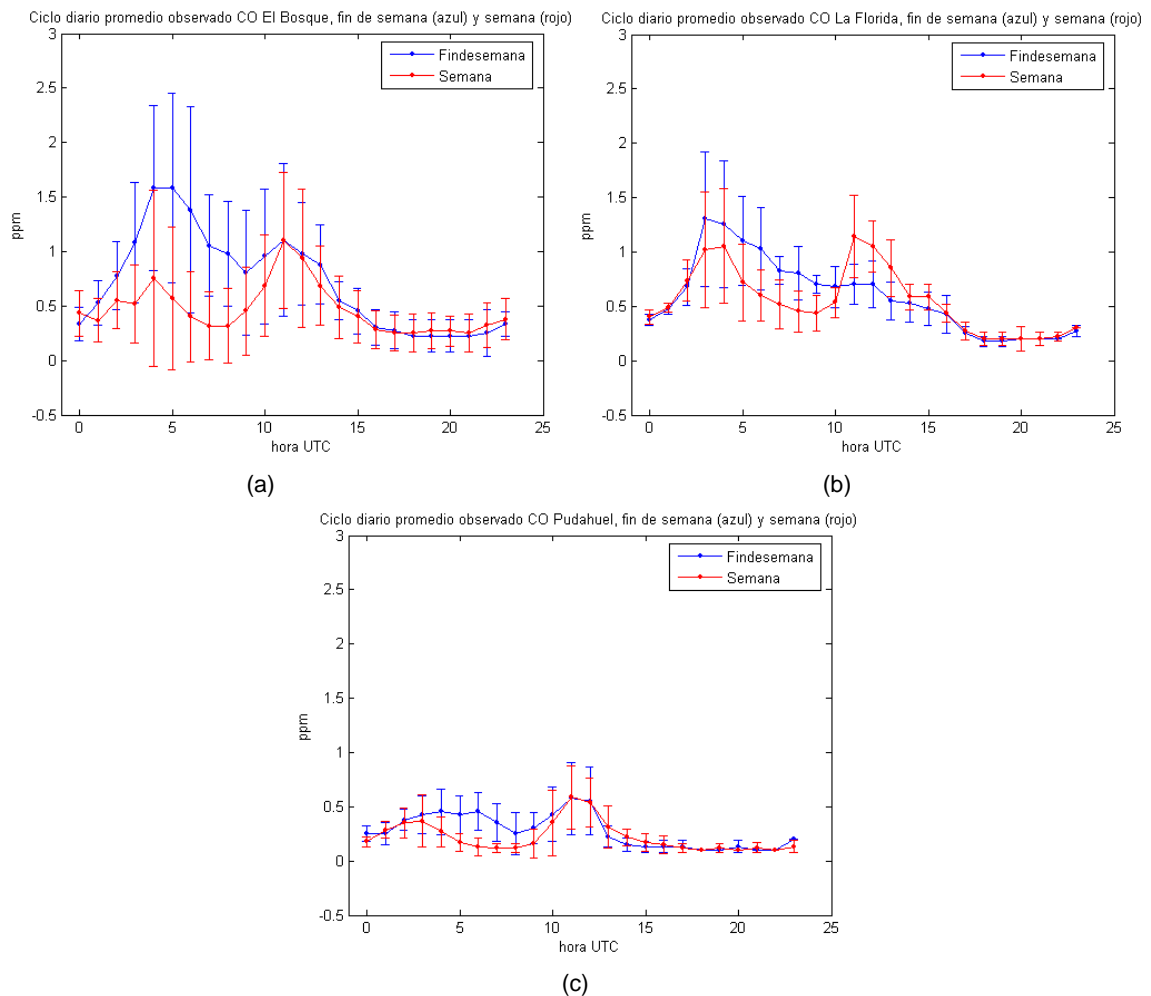 Ciclo diario promedio observado CO El Bosque, fin de semana (azul) y semana (rojo)
3
2.5
2
1.5
1
0.5
0
-0.5
ppm
Findesemana
Semana
0 5 10 15 20 25
hora UTC
(a)
Ciclo diario promedio observado CO La Florida, fin de semana (azul) y semana (rojo)
3
2.5
2
1.5
1
0.5
0
-0.5
ppm
Findesemana
Semana
0 5 10 15 20 25
hora UTC
(b)
Ciclo diario promedio observado CO Pudahuel, fin de semana (azul) y semana (rojo)
3
2.5
2
1.5
1
0.5
0
-0.5
ppm
Findesemana
Semana
0 5 10 15 20 25
hora UTC
(c)